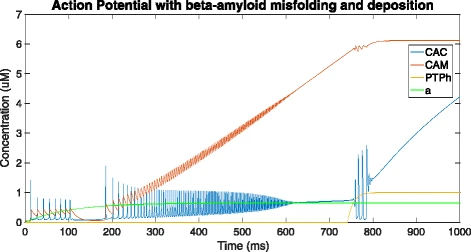 Action Potential with beta-amyloid misfolding and deposition
7
6
5
4
3
2
1
0
Concentration (uM)
CAC
CAM
PTPh
a
0 100 200 300 400 500 600 700 800 900 1000
Time (ms)